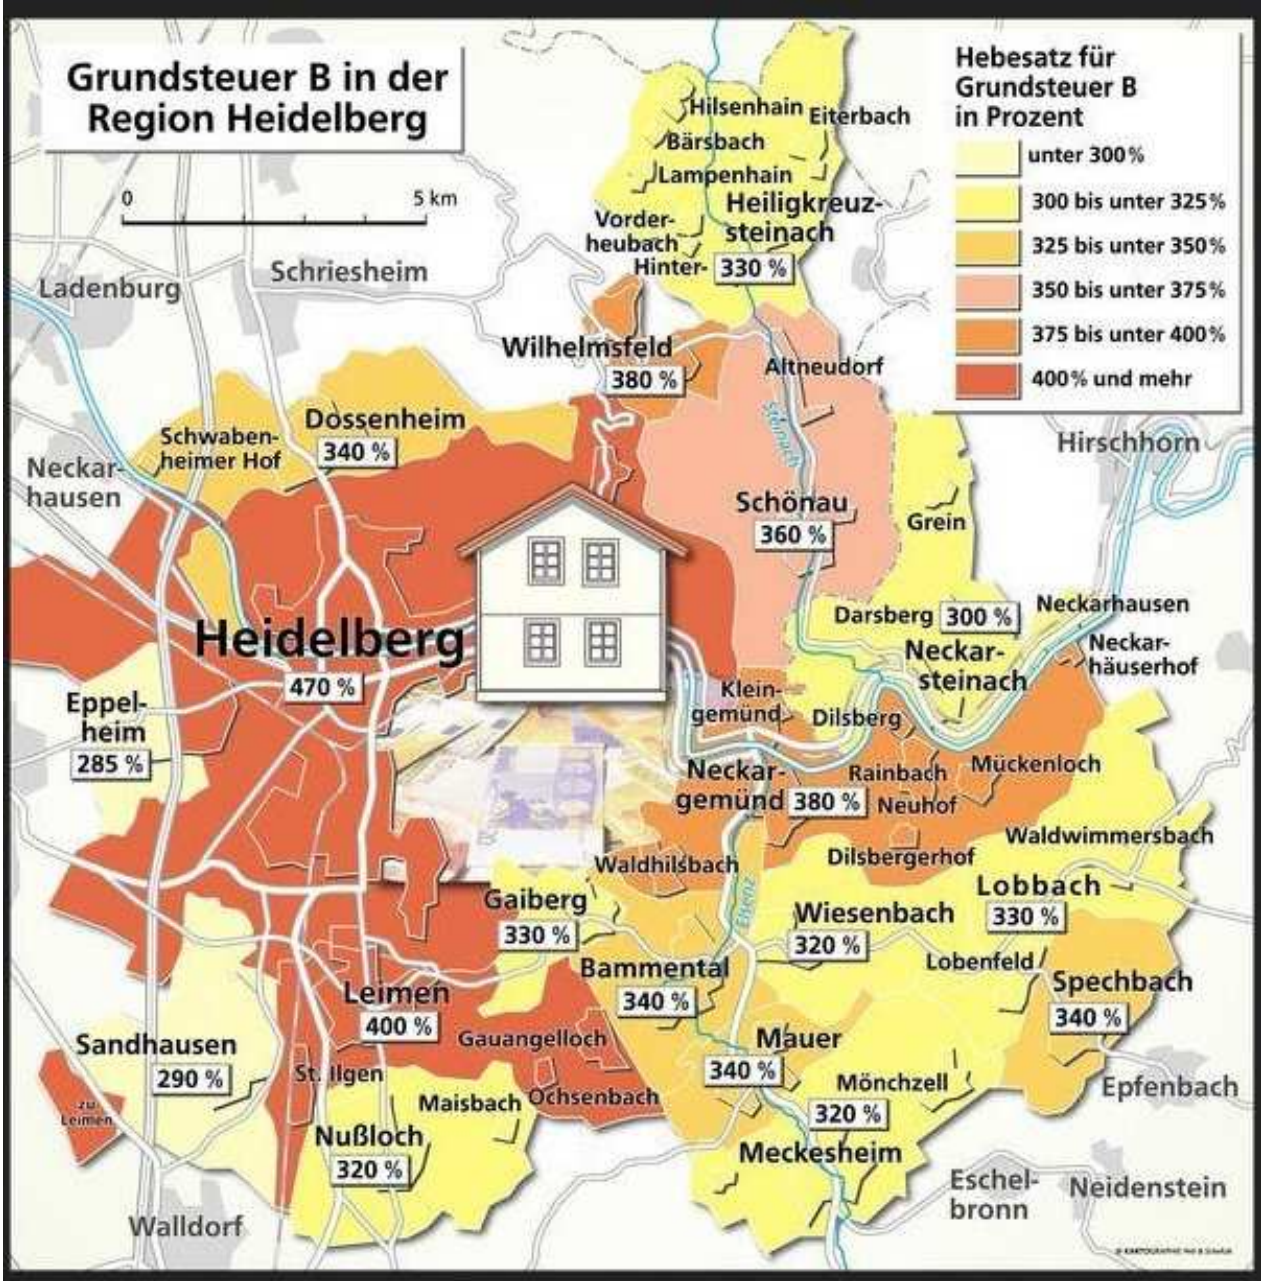 Grundsteuer B in der
Region Heidelberg
0 5 km
Hebesatz für
Grundsteuer B
in Prozent
unter 300%
300 bis unter 325%
325 bis unter 350%
350 bis unter 375%
375 bis unter 400%
400% und mehr
Hilsenhain
Eiterbach
Bärsbach
Lampenhain
Heiligkreuz-
steinach
330 %
Vorder-
heubach
Hinter-
Schriesheim
Ladenburg
Wilhelmsfeld
380 %
Altneudorf
Steinach
Dossenheim
340 %
Schwaben-
heimer Hof
Neckar-
hausen
Hirschhorn
Schönau
360 %
Grein
Darsberg 300 %
Neckarhausen
Neckar-
steinach
Neckar-
häuserhof
Heidelberg
470 %
Eppel-
heim
285 %
Klein-
gemünd
Dilsberg
Neckar-
gemünd 380 %
Rainbach
Mückenloch
Neuhof
Waldhilsbach
Dilsbergerhof
Waldwimmersbach
Elsenz
Gaiberg
330 %
Wiesenbach
320 %
Lobbach
330 %
Bammental
340 %
Lobenfeld
Spechbach
340 %
Leimen
400 %
Gauangelloch
Mauer
340 %
Sandhausen
290 %
St. Ilgen
Ochsenbach
Mönchzell
Epfenbach
zu
Leimen
Maisbach
Nußloch
320 %
320 %
Meckesheim
Eschel-
bronn
Neidenstein
Walldorf